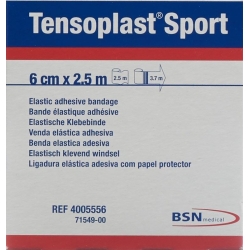 Tensoplast® Sport
6 cm x 2.5 m
2.5 m
3.7 m
Elastic adhesive bandage
Bande élastique adhésive
Elastische Klebebinde
Venda elástica adhesiva
Benda elastica adesiva
Elastisch klevend windsel
Ligadura elástica adesiva com papel protector
REF 4005556
71549-00
BSN medical